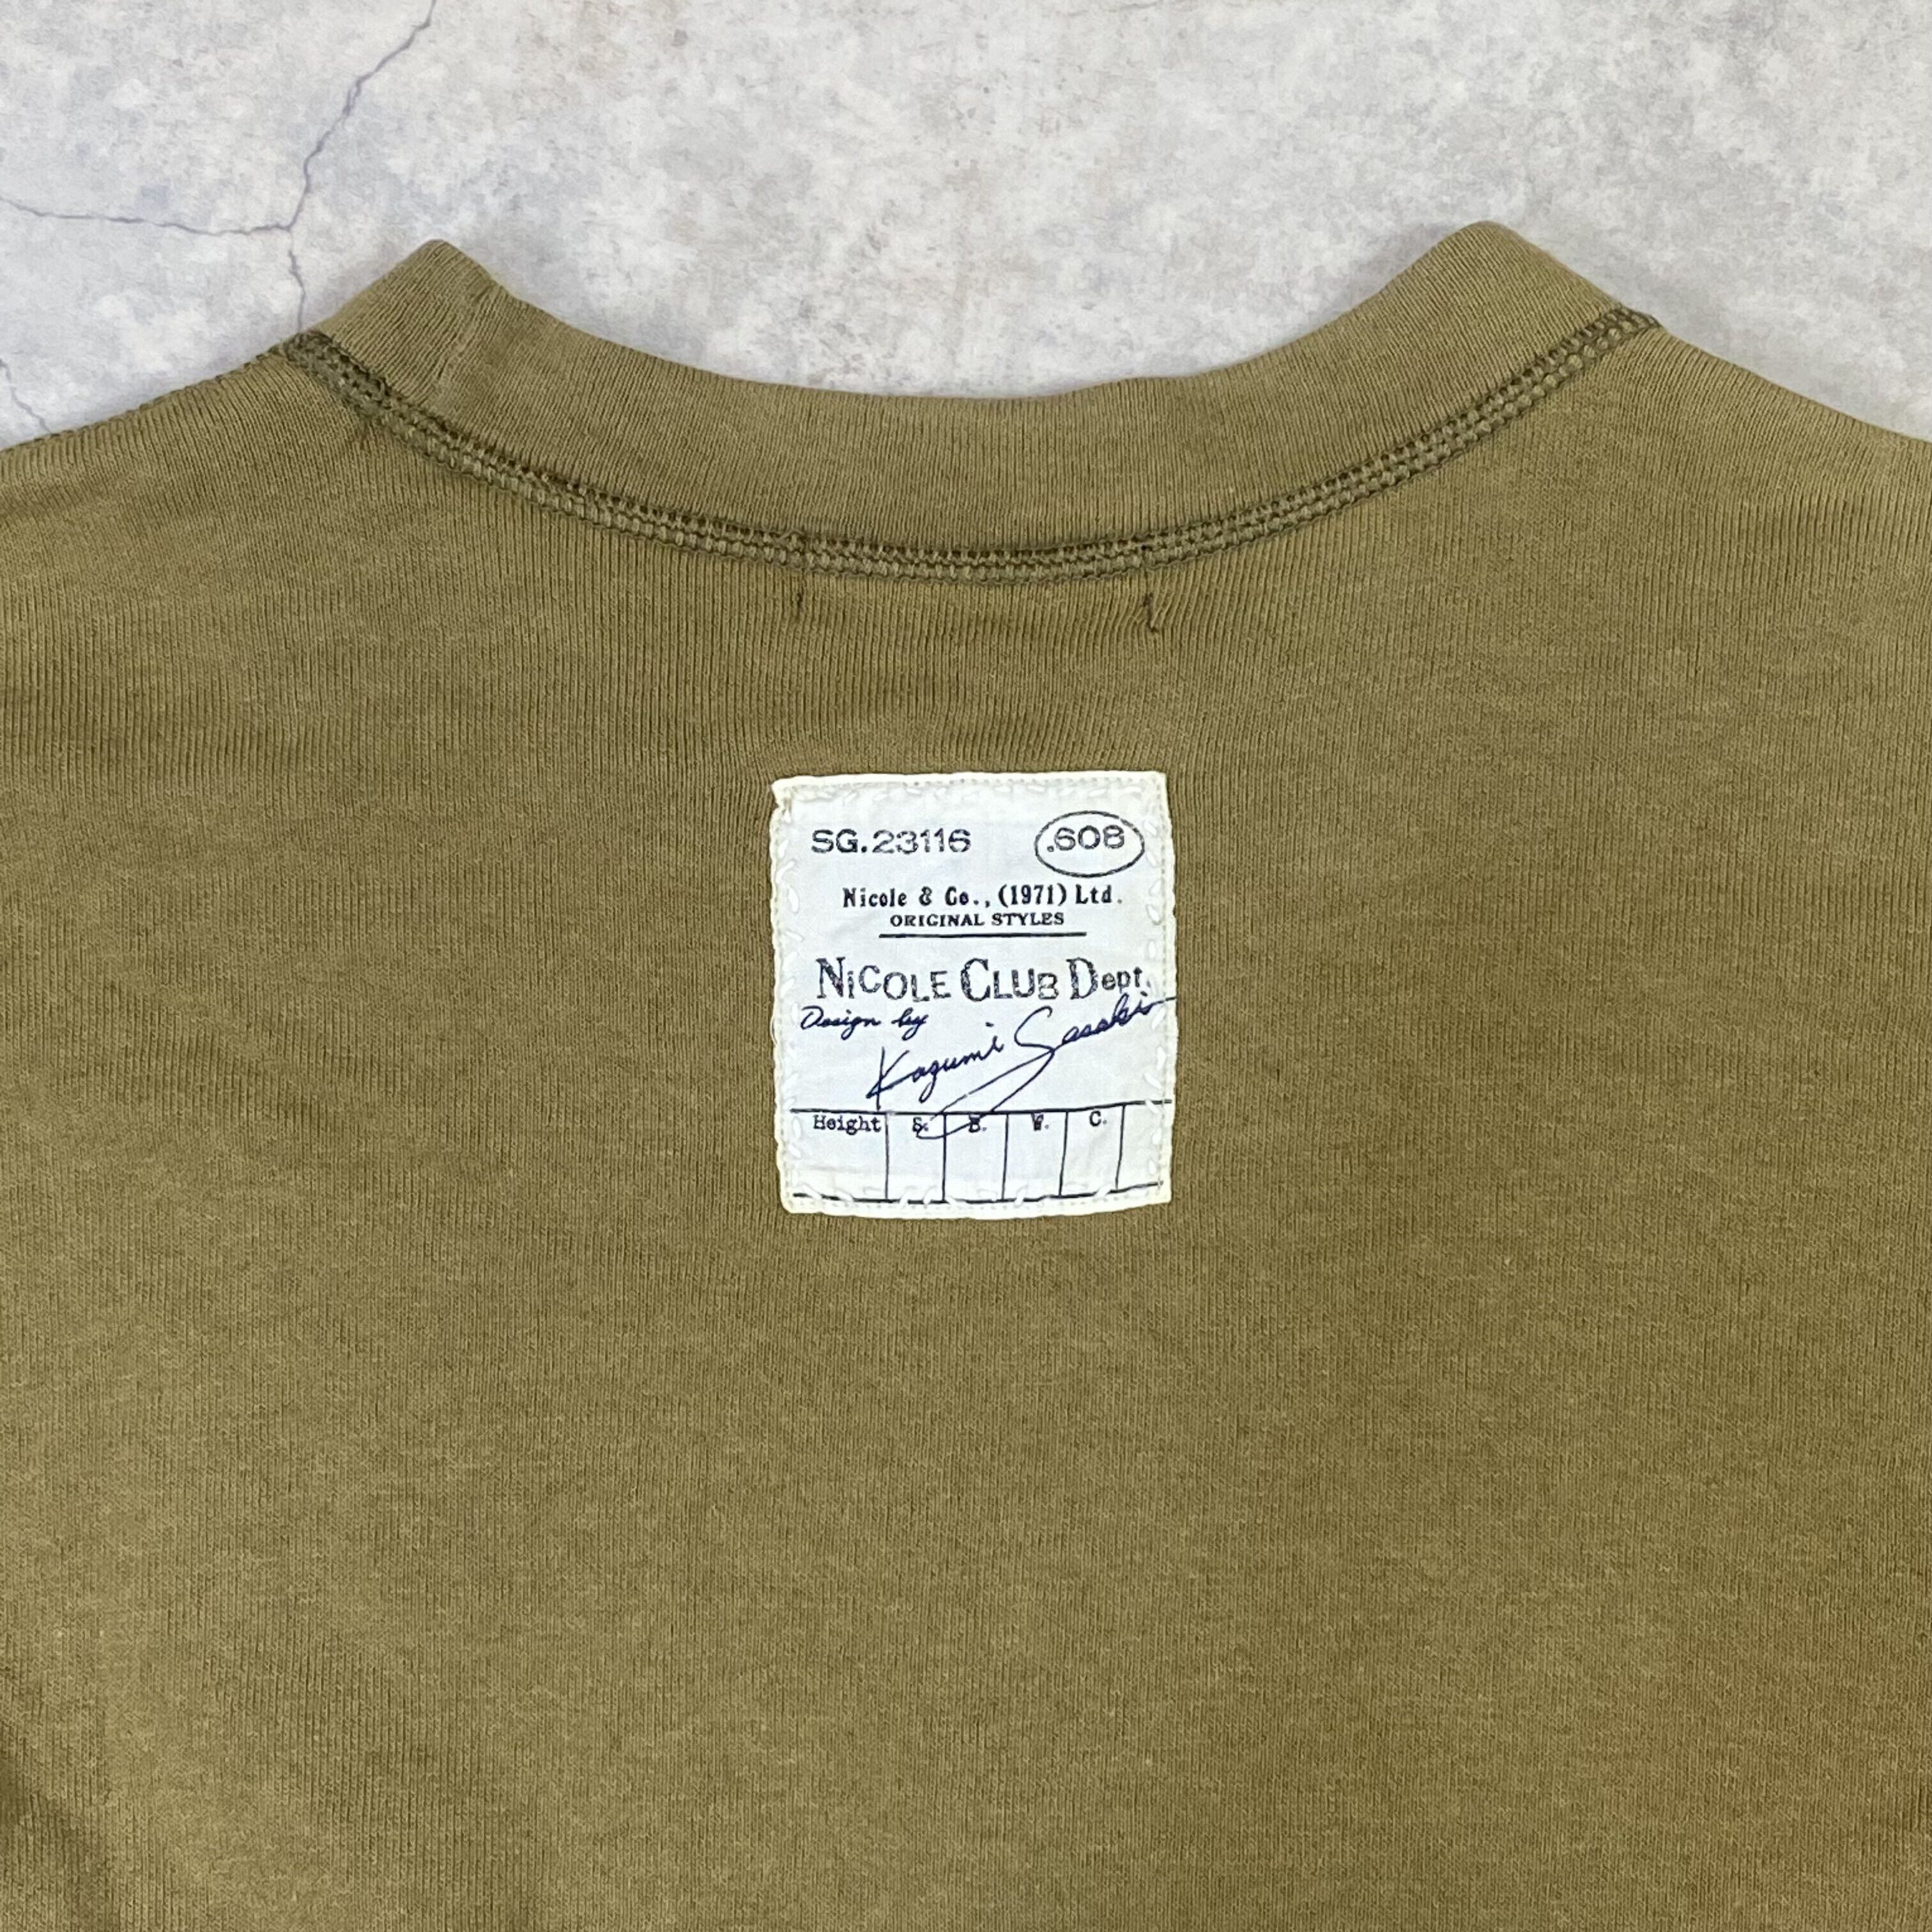 SG.23116 .608
Nicole & Co., (1971) Ltd.
ORIGINAL STYLES
NiCOLE CLUB Dept.
Design by
Kazumi Sasaki
Height S. B. W. C.